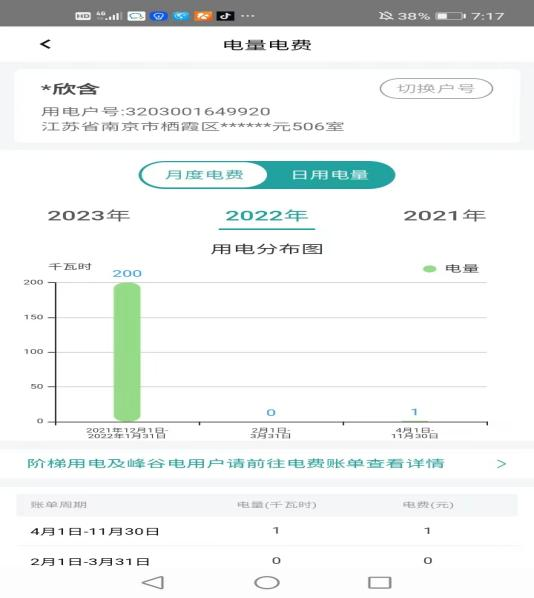 HD 4G 38% 7:17
电量电费
*欣含
切换户号
用电户号:3203001649920
江苏省南京市栖霞区******元506室
月度电费 日用电量
2023年 2022年 2021年
用电分布图
千瓦时 电量
200
200
150
100
50
0
0
1
2021年12月1日-
2022年1月31日
2月1日-
3月31日
4月1日-
11月30日
阶梯用电及峰谷电用户请前往电费账单查看详情
账单周期 电量(千瓦时) 电费(元)
4月1日-11月30日 1 1
2月1日-3月31日 0 0